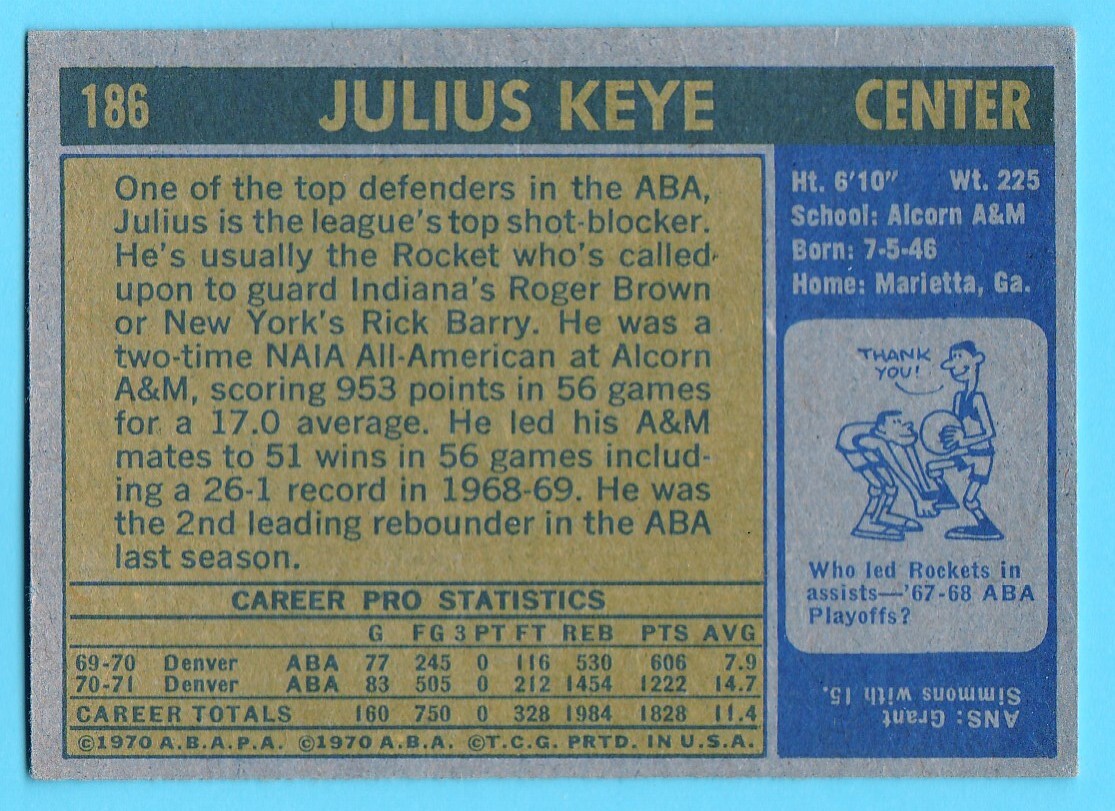 186 JULIUS KEYE CENTER
One of the top defenders in the ABA,
Julius is the league's top shot-blocker.
He's usually the Rocket who's called
upon to guard Indiana's Roger Brown
or New York's Rick Barry. He was a
two-time NAIA All-American at Alcorn
A&M, scoring 953 points in 56 games
for a 17.0 average. He led his A&M
mates to 51 wins in 56 games includ-
ing a 26-1 record in 1968-69. He was
the 2nd leading rebounder in the ABA
last season.
CAREER PRO STATISTICS
G FG 3 PT FT REB PTS AVG
69-70 Denver ABA 77 245 0 116 530 606 7.9
70-71 Denver ABA 83 505 0 212 1454 1222 14.7
CAREER TOTALS 160 750 0 328 1984 1828 11.4
©1970 A.B.A.P.A. ©1970 A.B.A. ©T.C.G. PRTD. IN U.S.A.
Ht. 6'10" Wt. 225
School: Alcorn A&M
Born: 7-5-46
Home: Marietta, Ga.
THANK
YOU!
Who led Rockets in
assists—'67-68 ABA
Playoffs?
ANS: Grant
Simmons with 15.